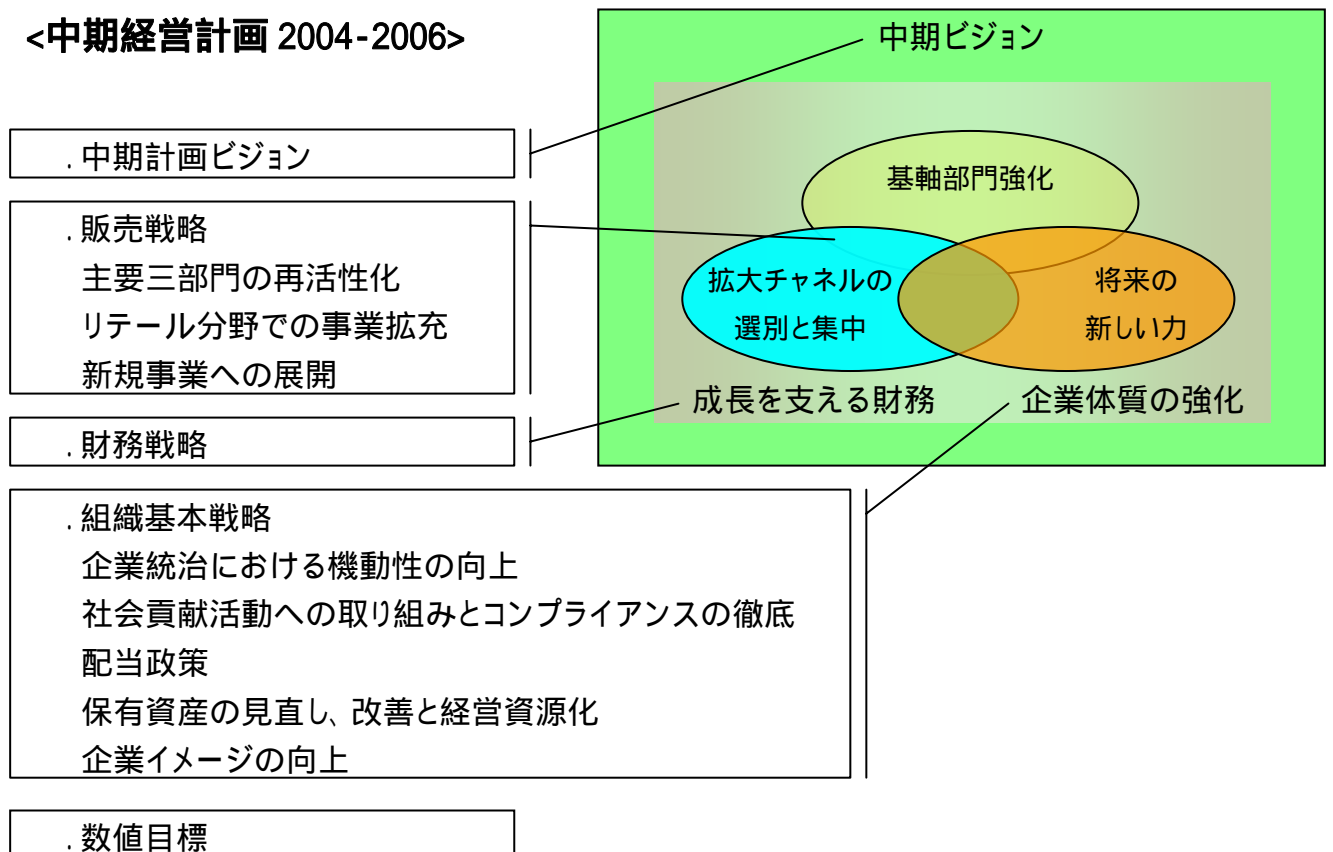 <中期経営計画 2004-2006>
. 中期計画ビジョン
. 販売戦略
主要三部門の再活性化
リテール分野での事業拡充
新規事業への展開
. 財務戦略
. 組織基本戦略
企業統治における機動性の向上
社会貢献活動への取り組みとコンプライアンスの徹底
配当政策
保有資産の見直し、改善と経営資源化
企業イメージの向上
. 数値目標
中期ビジョン
基軸部門強化
拡大チャネルの
選別と集中
将来の
新しい力
成長を支える財務
企業体質の強化